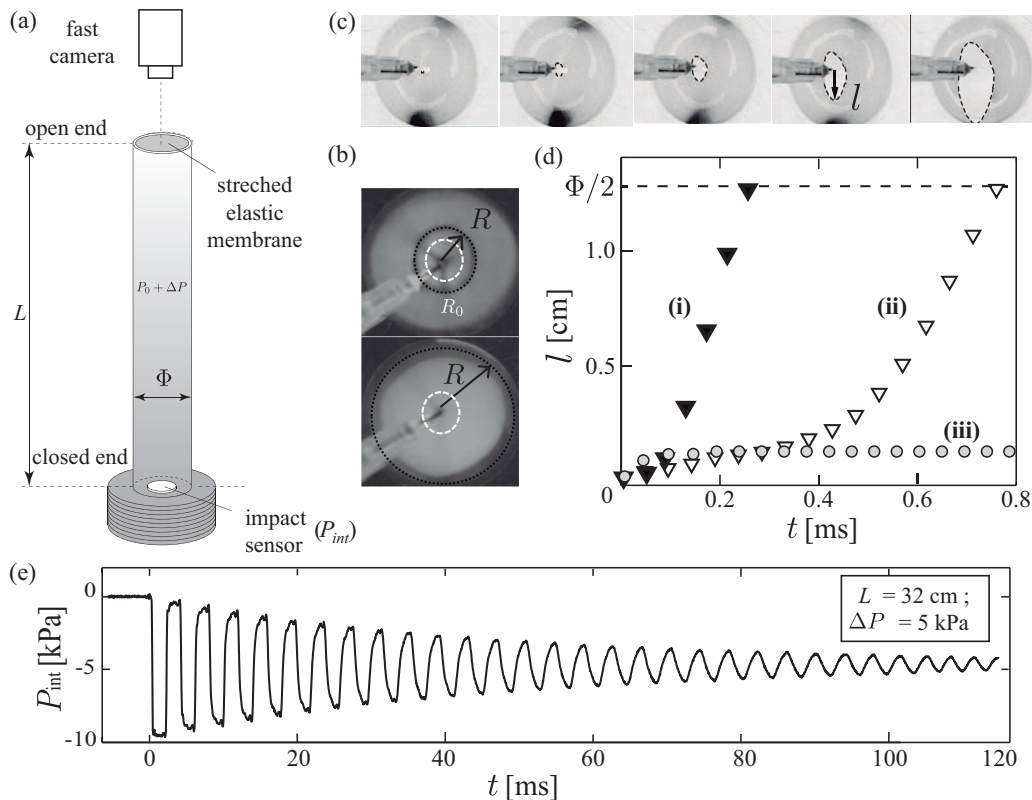 (a)
fast
camera
open end
streched
elastic
membrane
P₀ + ΔP
L
Φ
closed end
impact
sensor (P_int)
(c)
l
(b)
R
R₀
R
(d)
Φ/2
1.0
0.5
0
l [cm]
(i)
(ii)
(iii)
0.2
0.4
0.6
0.8
t [ms]
(e)
0
-5
-10
P_int [kPa]
L = 32 cm ;
ΔP = 5 kPa
0
20
40
60
80
100
120
t [ms]